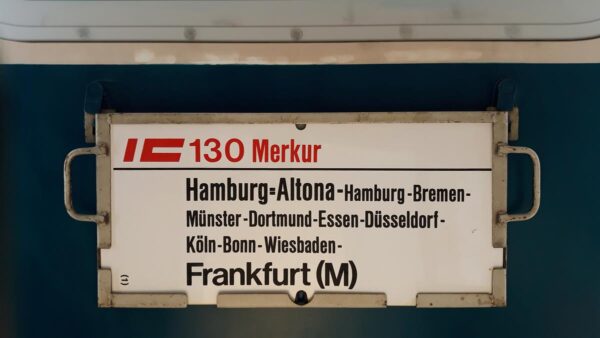 IC 130 Merkur
Hamburg=Altona-Hamburg-Bremen-
Münster-Dortmund-Essen-Düsseldorf-
Köln-Bonn-Wiesbaden-
Frankfurt (M)